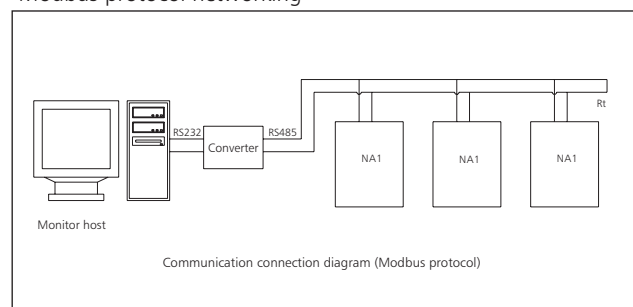 Modbus protocol networking
RS232
Converter
RS485
Rt
NA1
NA1
NA1
Monitor host
Communication connection diagram (Modbus protocol)